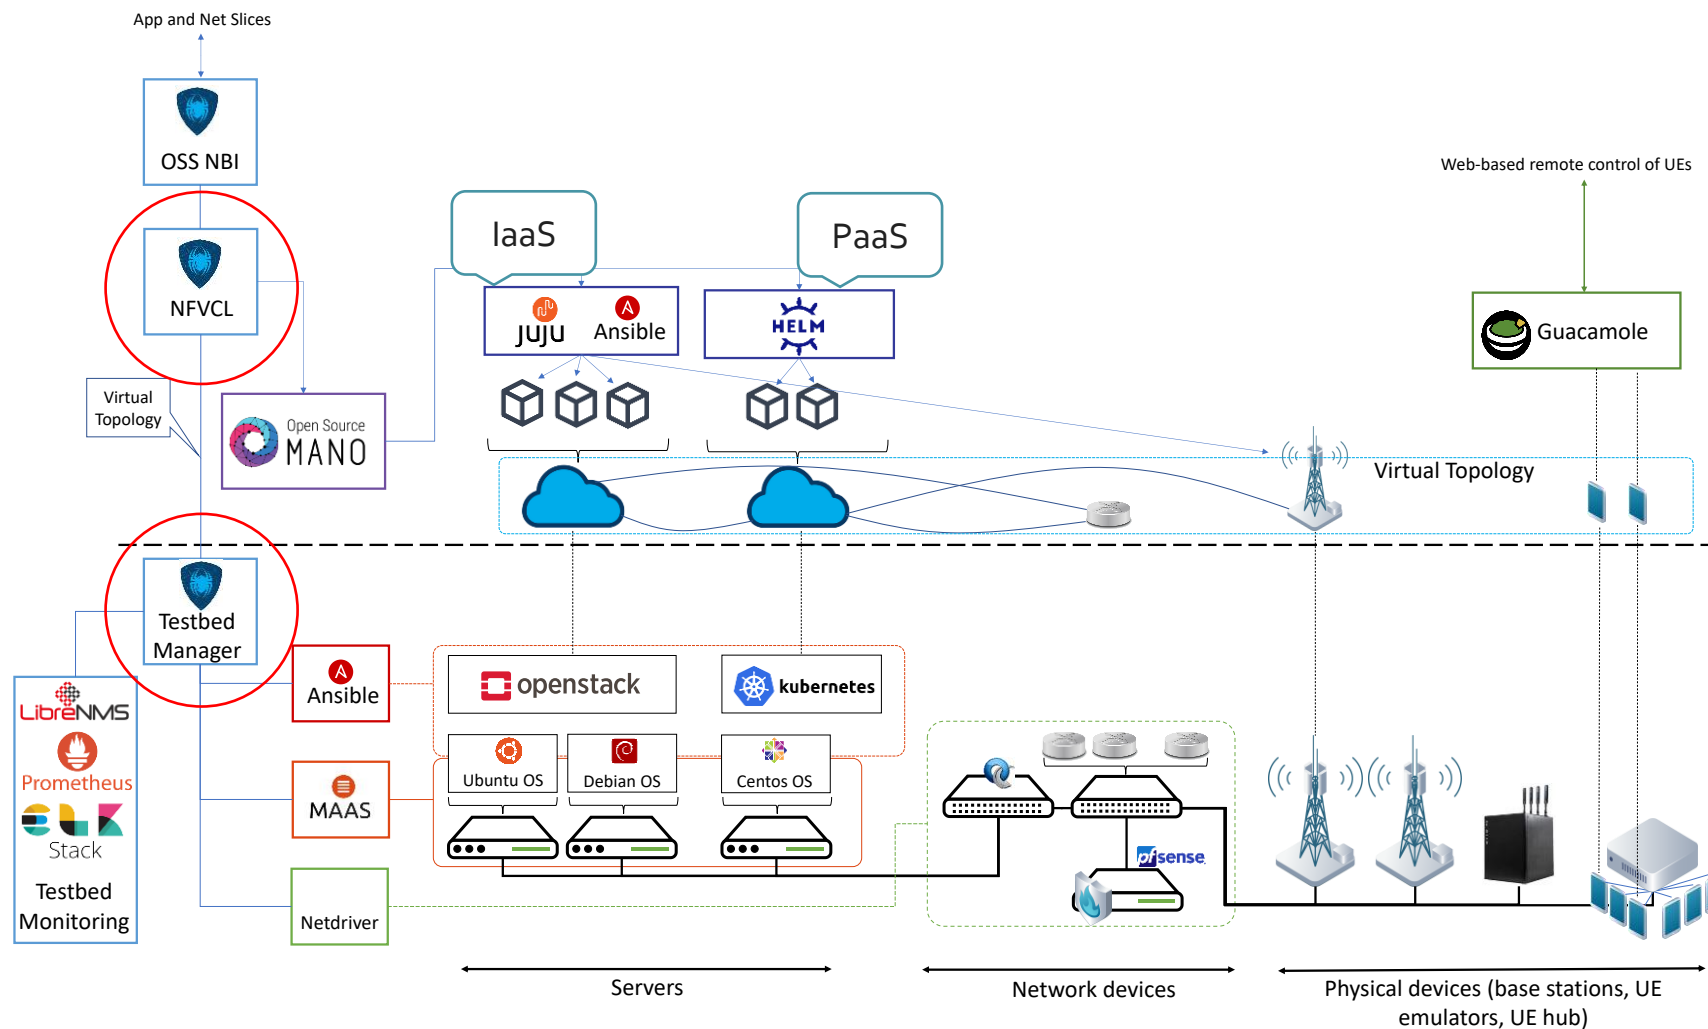 App and Net Slices
OSS NBI
Web-based remote control of UEs
IaaS
PaaS
NFVCL
JUJU
Ansible
HELM
Guacamole
Virtual
Topology
Open Source
MANO
Virtual Topology
Testbed
Manager
Ansible
openstack
kubernetes
LibreNMS
Prometheus
ELK
Stack
Testbed
Monitoring
MAAS
Ubuntu OS
Debian OS
Centos OS
pfsense
Netdriver
Servers
Network devices
Physical devices (base stations, UE
emulators, UE hub)